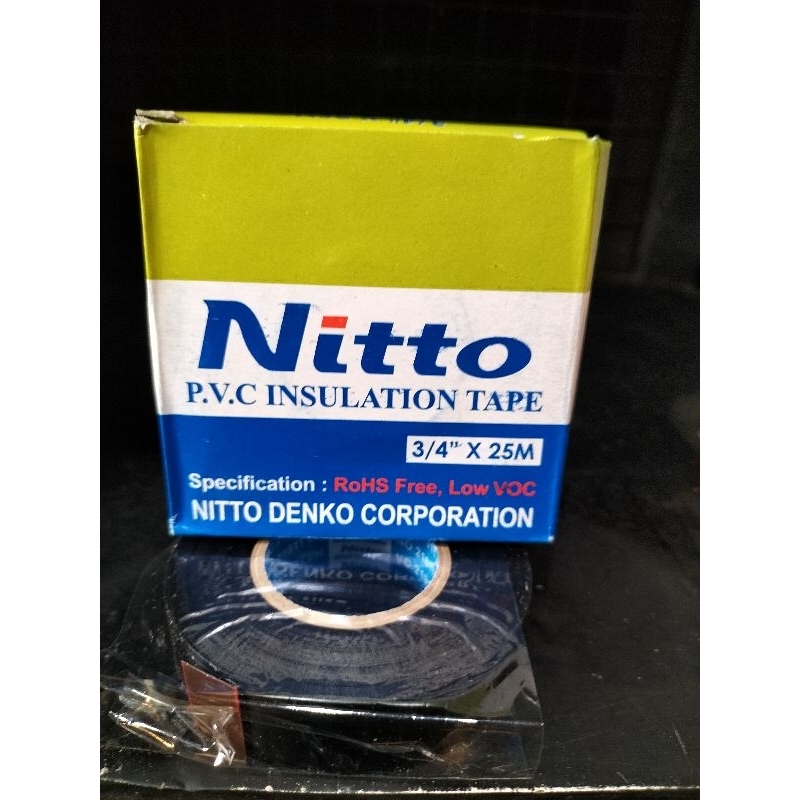 Nitto
P.V.C INSULATION TAPE
3/4" X 25M
Specification : RoHS Free, Low VOC
NITTO DENKO CORPORATION